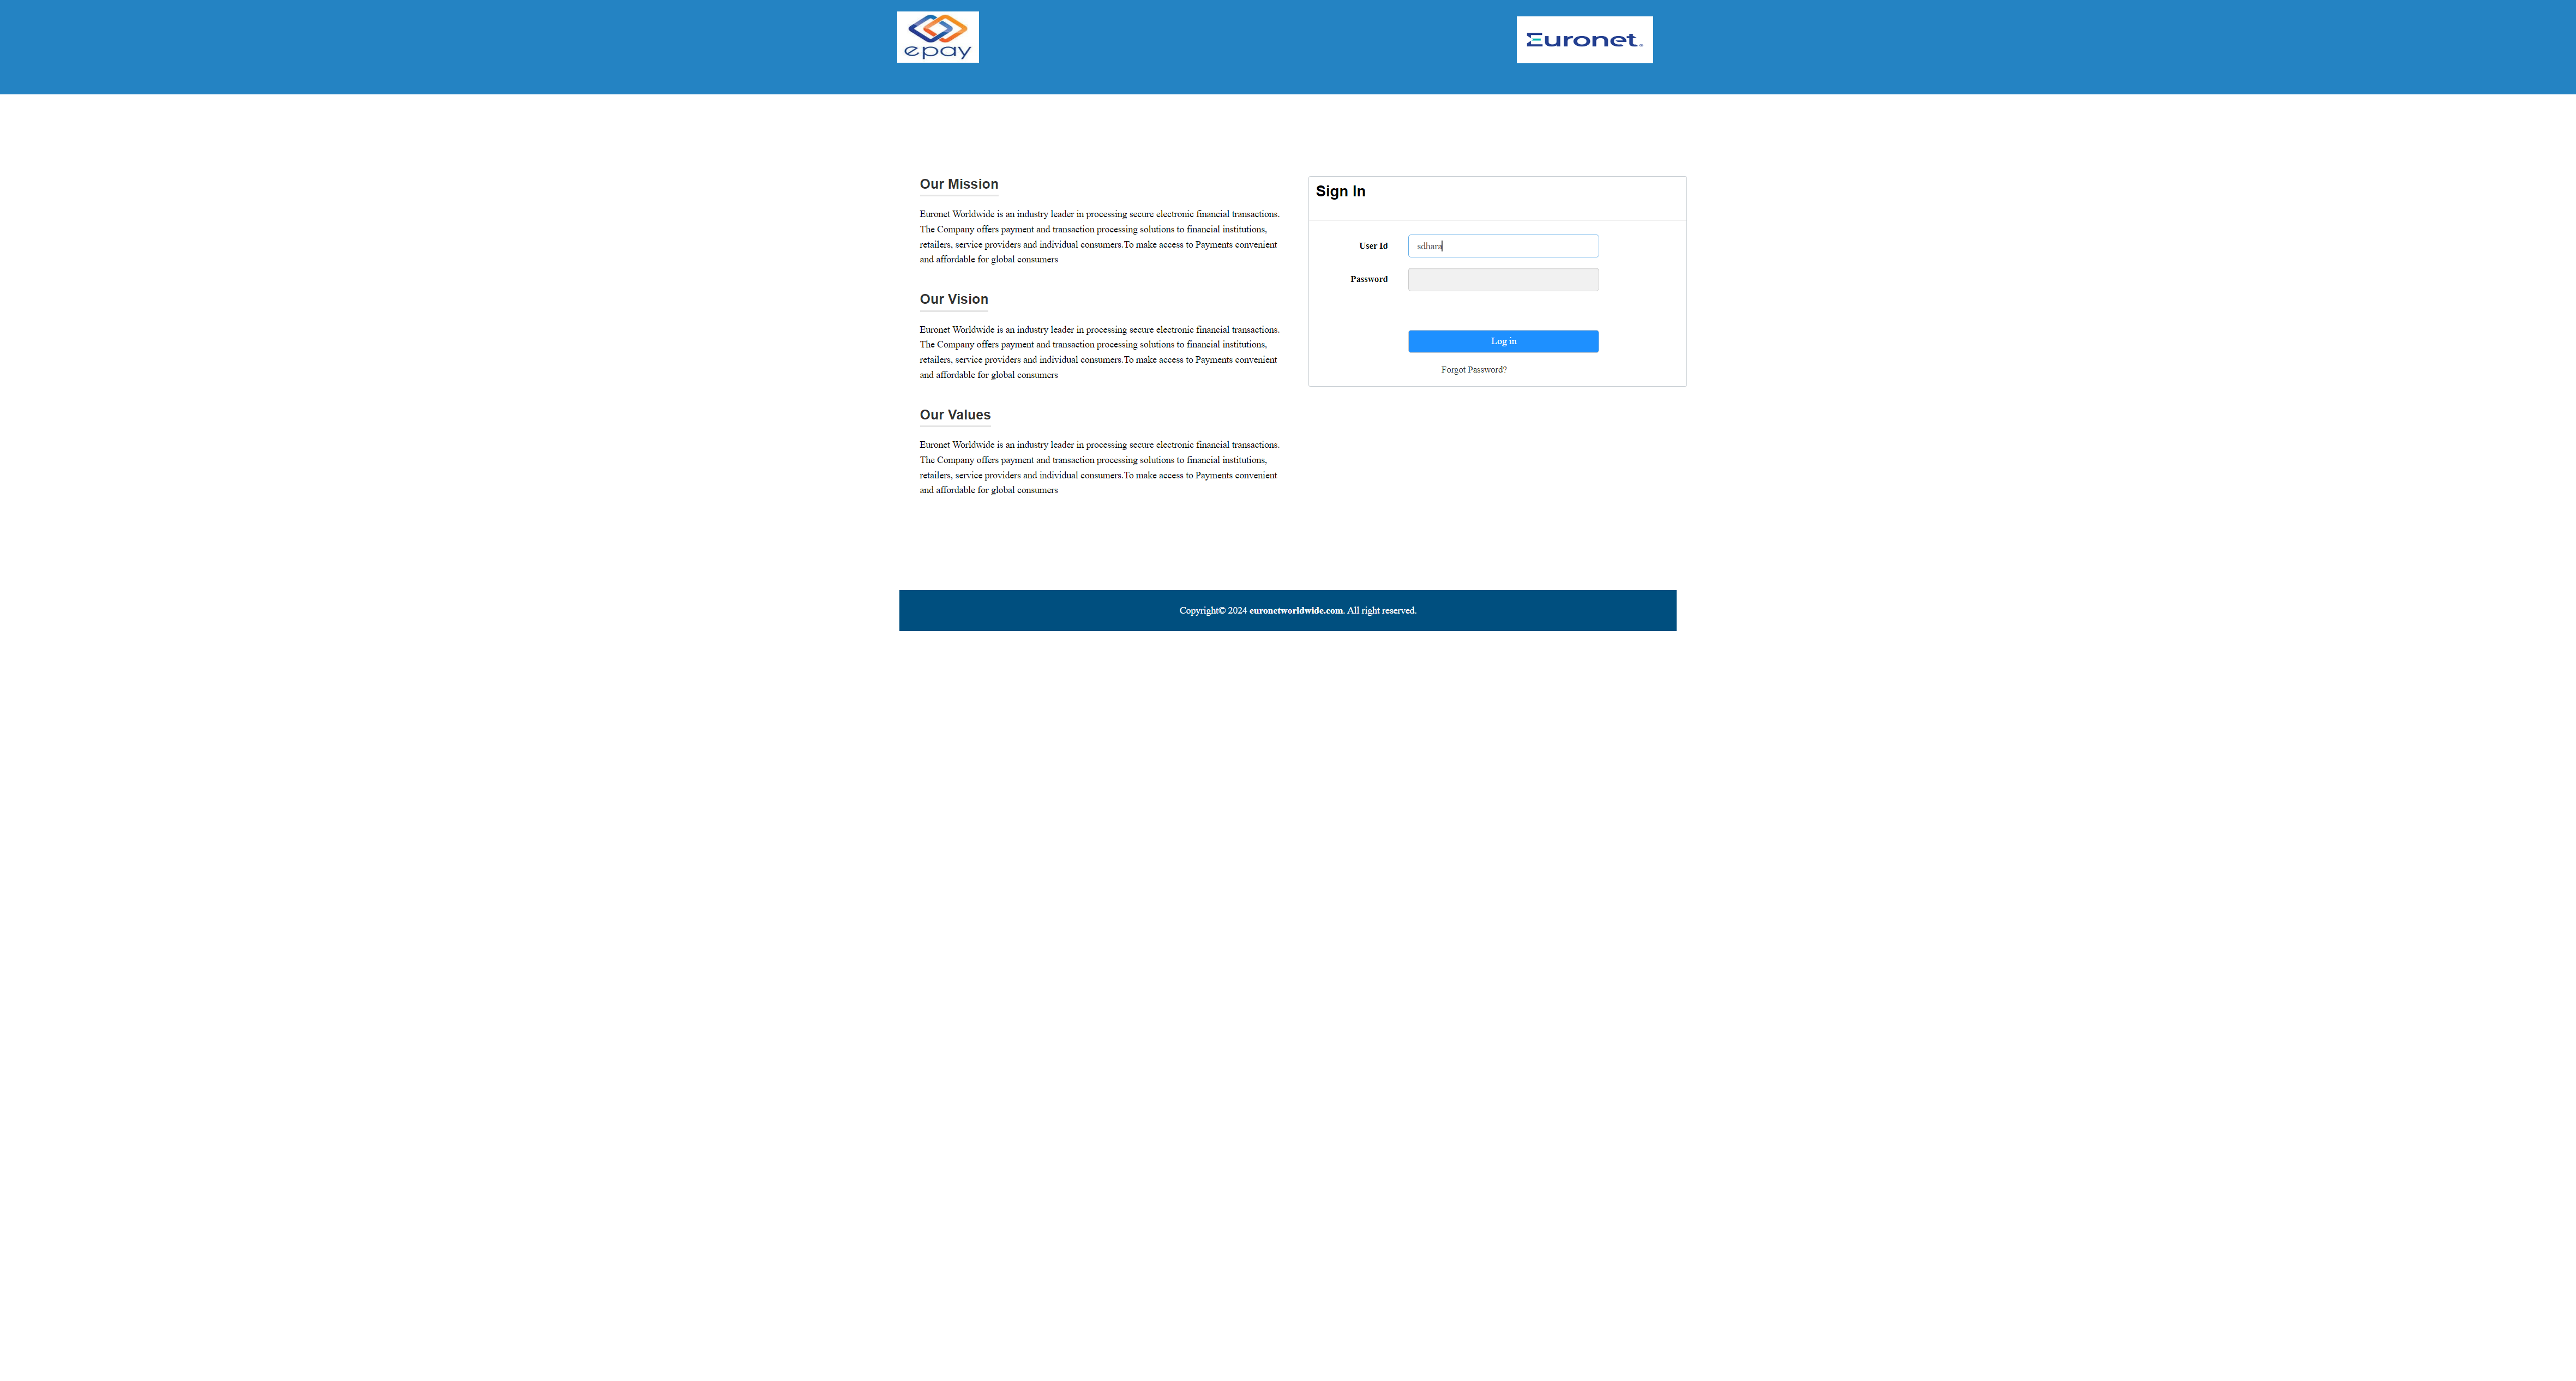 epay
Euronet
Our Mission
Euronet Worldwide is an industry leader in processing secure electronic financial transactions.
The Company offers payment and transaction processing solutions to financial institutions,
retailers, service providers and individual consumers.To make access to Payments convenient
and affordable for global consumers
Our Vision
Euronet Worldwide is an industry leader in processing secure electronic financial transactions.
The Company offers payment and transaction processing solutions to financial institutions,
retailers, service providers and individual consumers.To make access to Payments convenient
and affordable for global consumers
Our Values
Euronet Worldwide is an industry leader in processing secure electronic financial transactions.
The Company offers payment and transaction processing solutions to financial institutions,
retailers, service providers and individual consumers.To make access to Payments convenient
and affordable for global consumers
Sign In
User Id
sdhara
Password
Log in
Forgot Password?
Copyright© 2024 euronetworldwide.com. All right reserved.